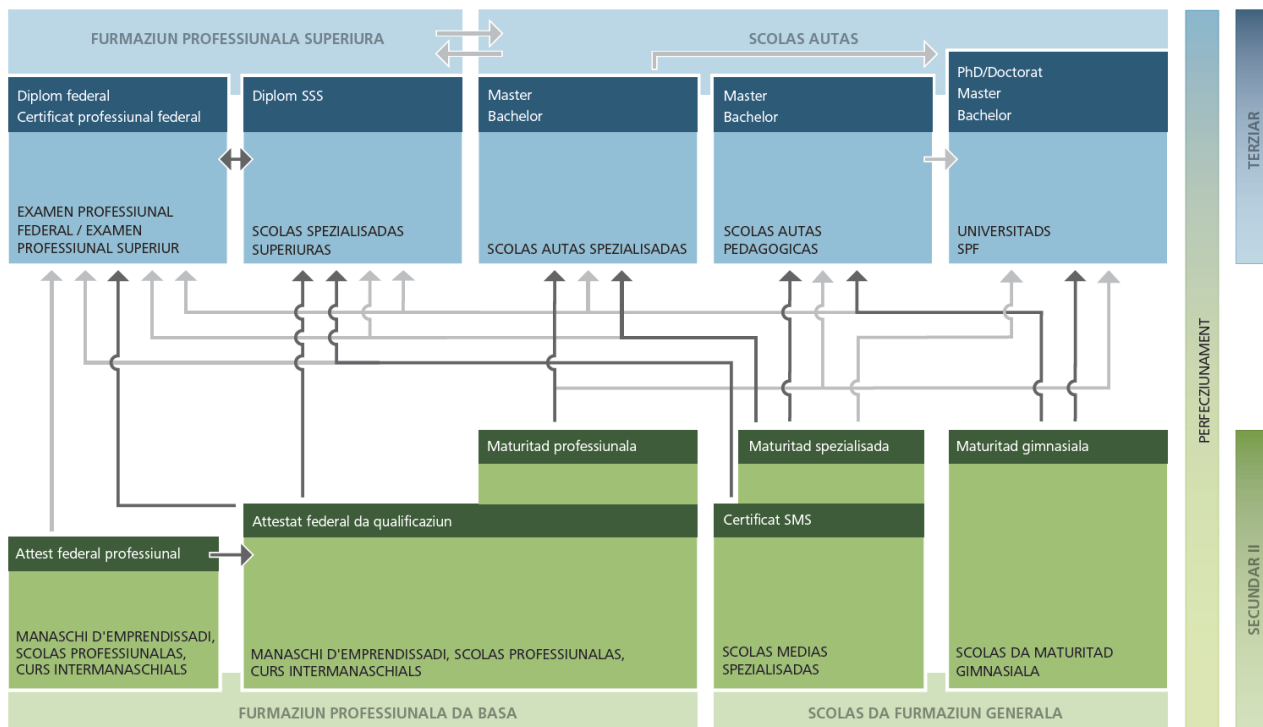 FURMAZIUN PROFESSIUNALA SUPERIURA
SCOLAS AUTAS
Diplom federal
Certificat professiunal federal
EXAMEN PROFESSIUNAL
FEDERAL / EXAMEN
PROFESSIUNAL SUPERIUR
Diplom SSS
SCOLAS SPEZIALISADAS
SUPERIURAS
Master
Bachelor
SCOLAS AUTAS SPEZIALISADAS
Master
Bachelor
SCOLAS AUTAS
PEDAGOGICAS
PhD/Doctorat
Master
Bachelor
UNIVERSITADS
SPF
PERFECZIUNAMENT
TERZIAR
Maturitad professiunala
Maturitad spezialisada
Maturitad gimnasiala
Attestat federal da qualificaziun
Certificat SMS
Attest federal professiunal
MANASCHI D'EMPRENDISSADI,
SCOLAS PROFESSIUNALAS,
CURS INTERMANASCHIALS
MANASCHI D'EMPRENDISSADI, SCOLAS PROFESSIUNALAS,
CURS INTERMANASCHIALS
SCOLAS MEDIAS
SPEZIALISADAS
SCOLAS DA MATURITAD
GIMNASIALA
SECUNDAR II
FURMAZIUN PROFESSIUNALA DA BASA
SCOLAS DA FURMAZIUN GENERALA